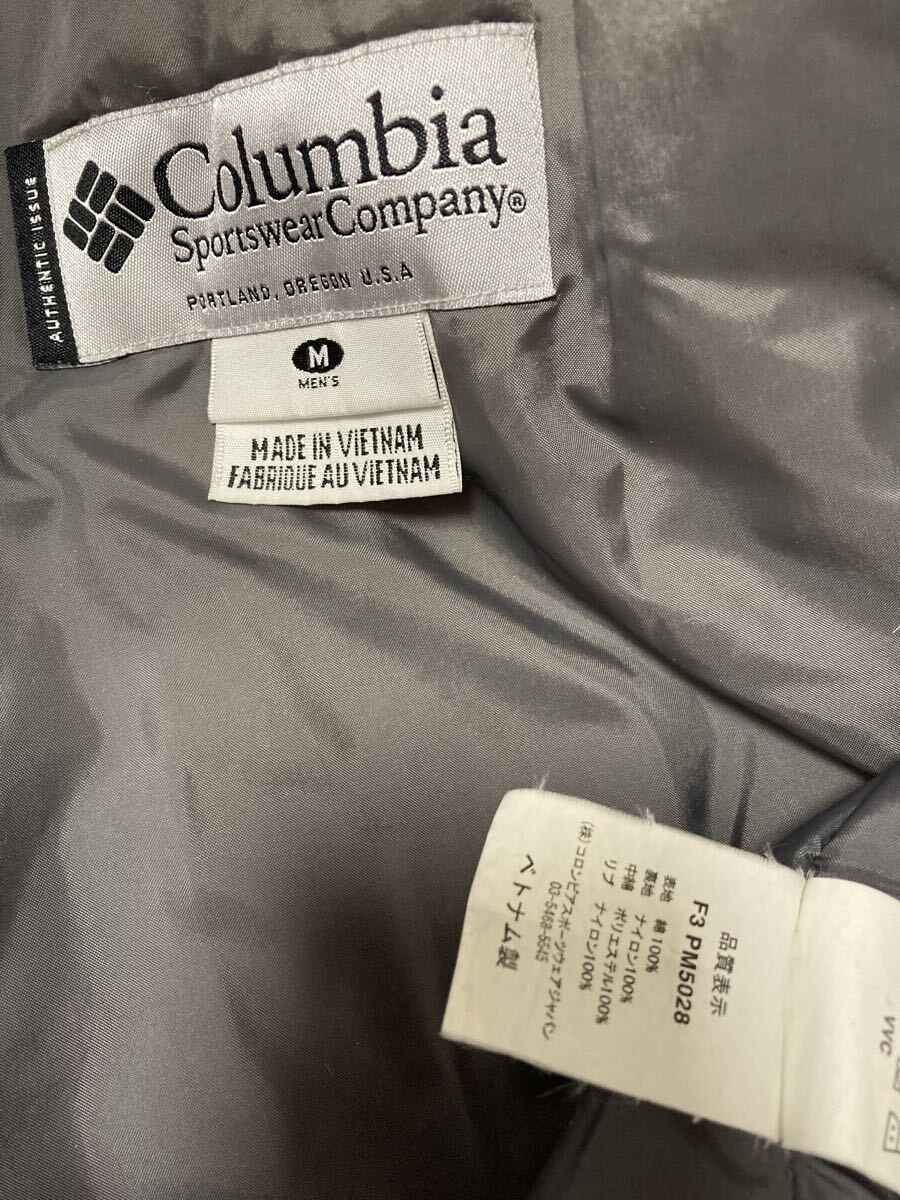 AUTHENTIC ISSUE
Columbia
Sportswear Company®
PORTLAND, OREGON U.S.A
M
MEN'S
MADE IN VIETNAM
FABRIQUE AU VIETNAM
品質表示
F3 PM5028
表地 綿100%
裏地 ナイロン100%
中綿 ポリエステル100%
リブ ナイロン100%
(株)コロンビアスポーツウェアジャパン
03-5468-5645
ベトナム製